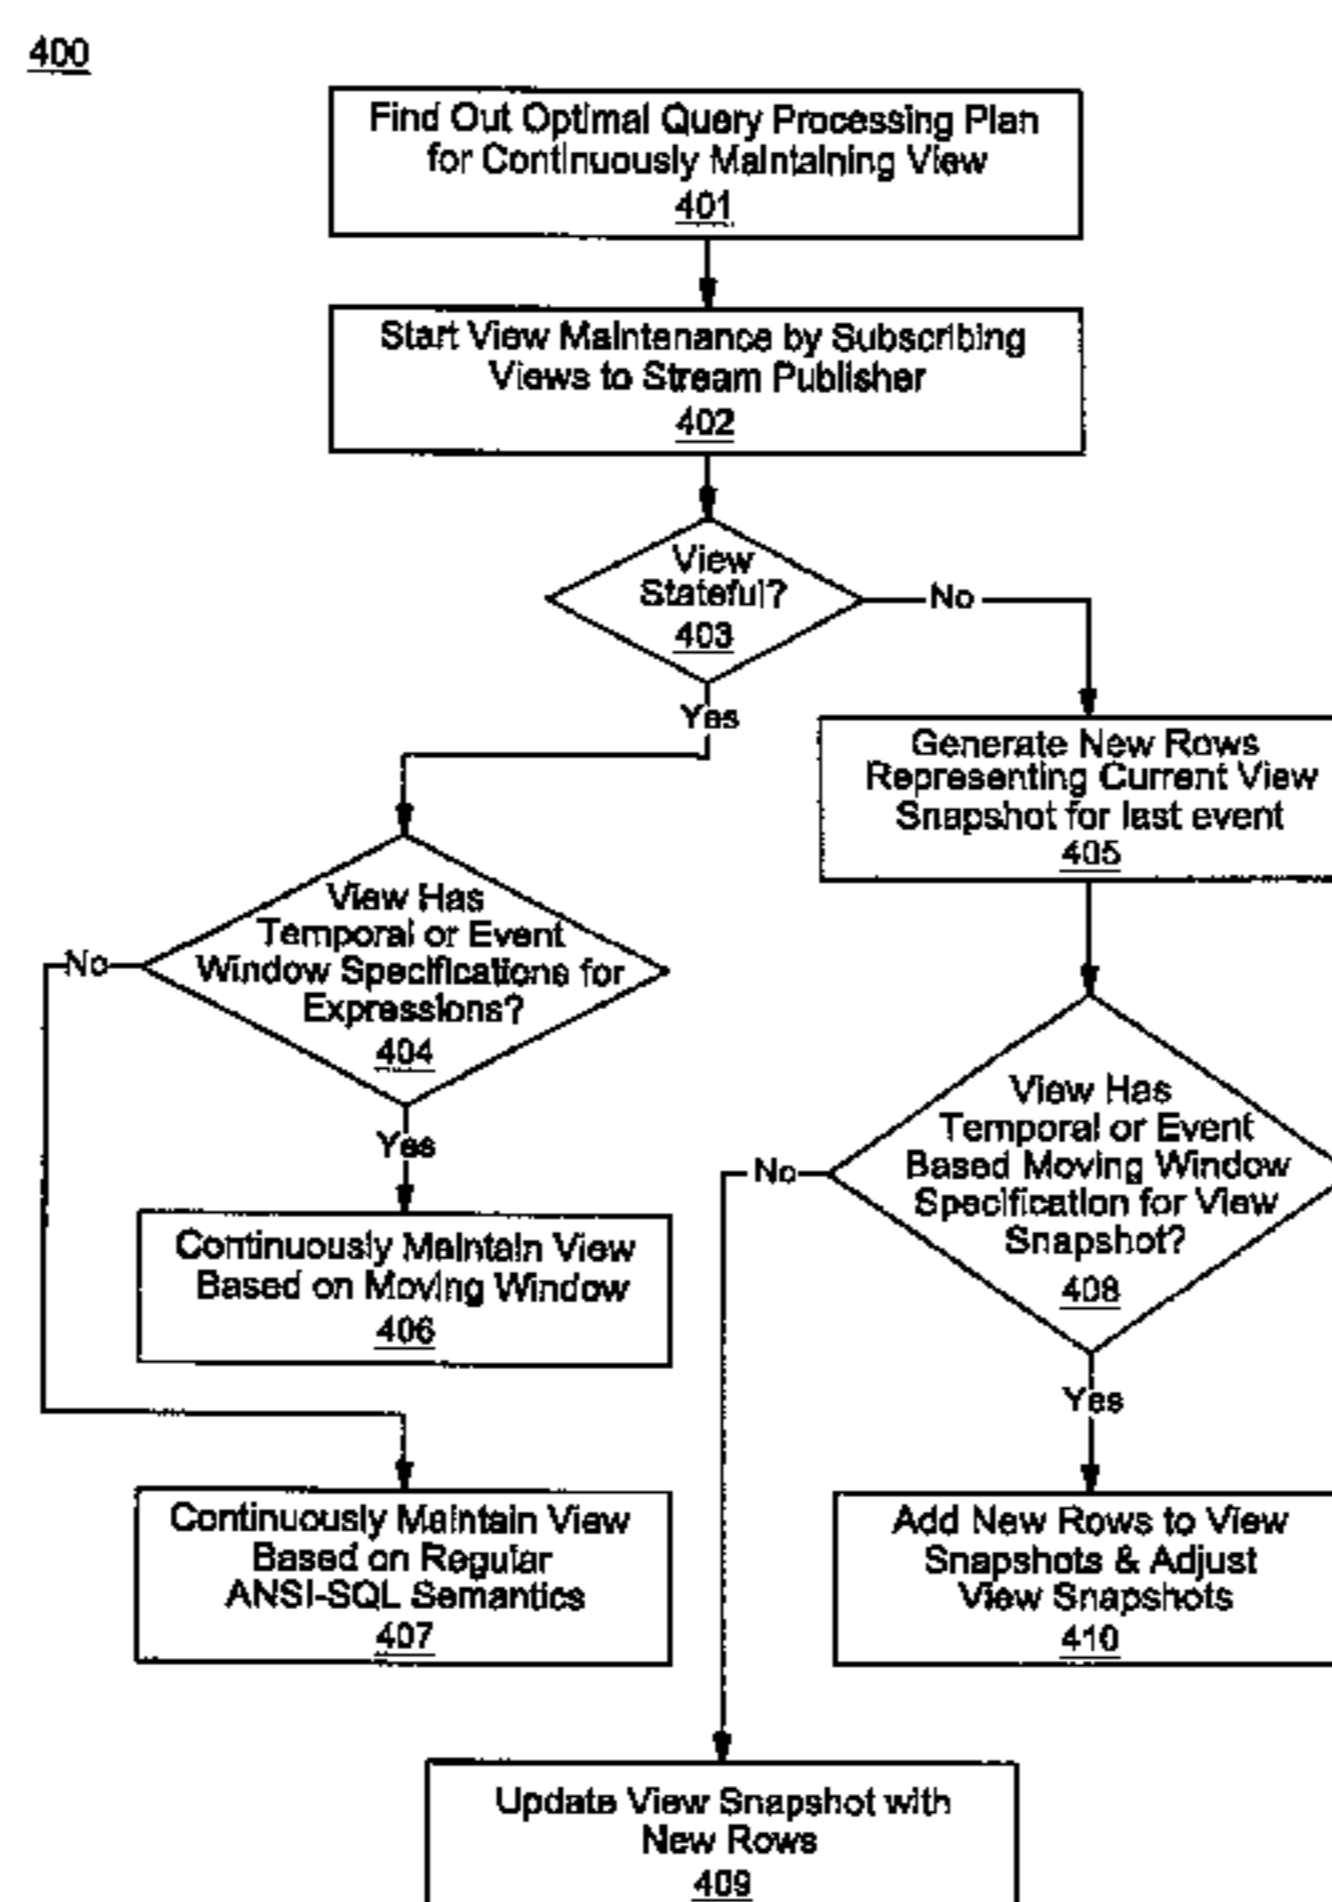 400
Find Out Optimal Query Processing Plan
for Continuously Maintaining View
401
Start View Maintenance by Subscribing
Views to Stream Publisher
402
View
Stateful?
403
No
Yes
Generate New Rows
Representing Current View
Snapshot for last event
405
View Has
Temporal or Event
Window Specifications for
Expressions?
404
No
Yes
View Has
Temporal or Event
Based Moving Window
Specification for View
Snapshot?
408
No
Yes
Continuously Maintain View
Based on Moving Window
406
Continuously Maintain View
Based on Regular
ANSI-SQL Semantics
407
Add New Rows to View
Snapshots & Adjust
View Snapshots
410
Update View Snapshot with
New Rows
409